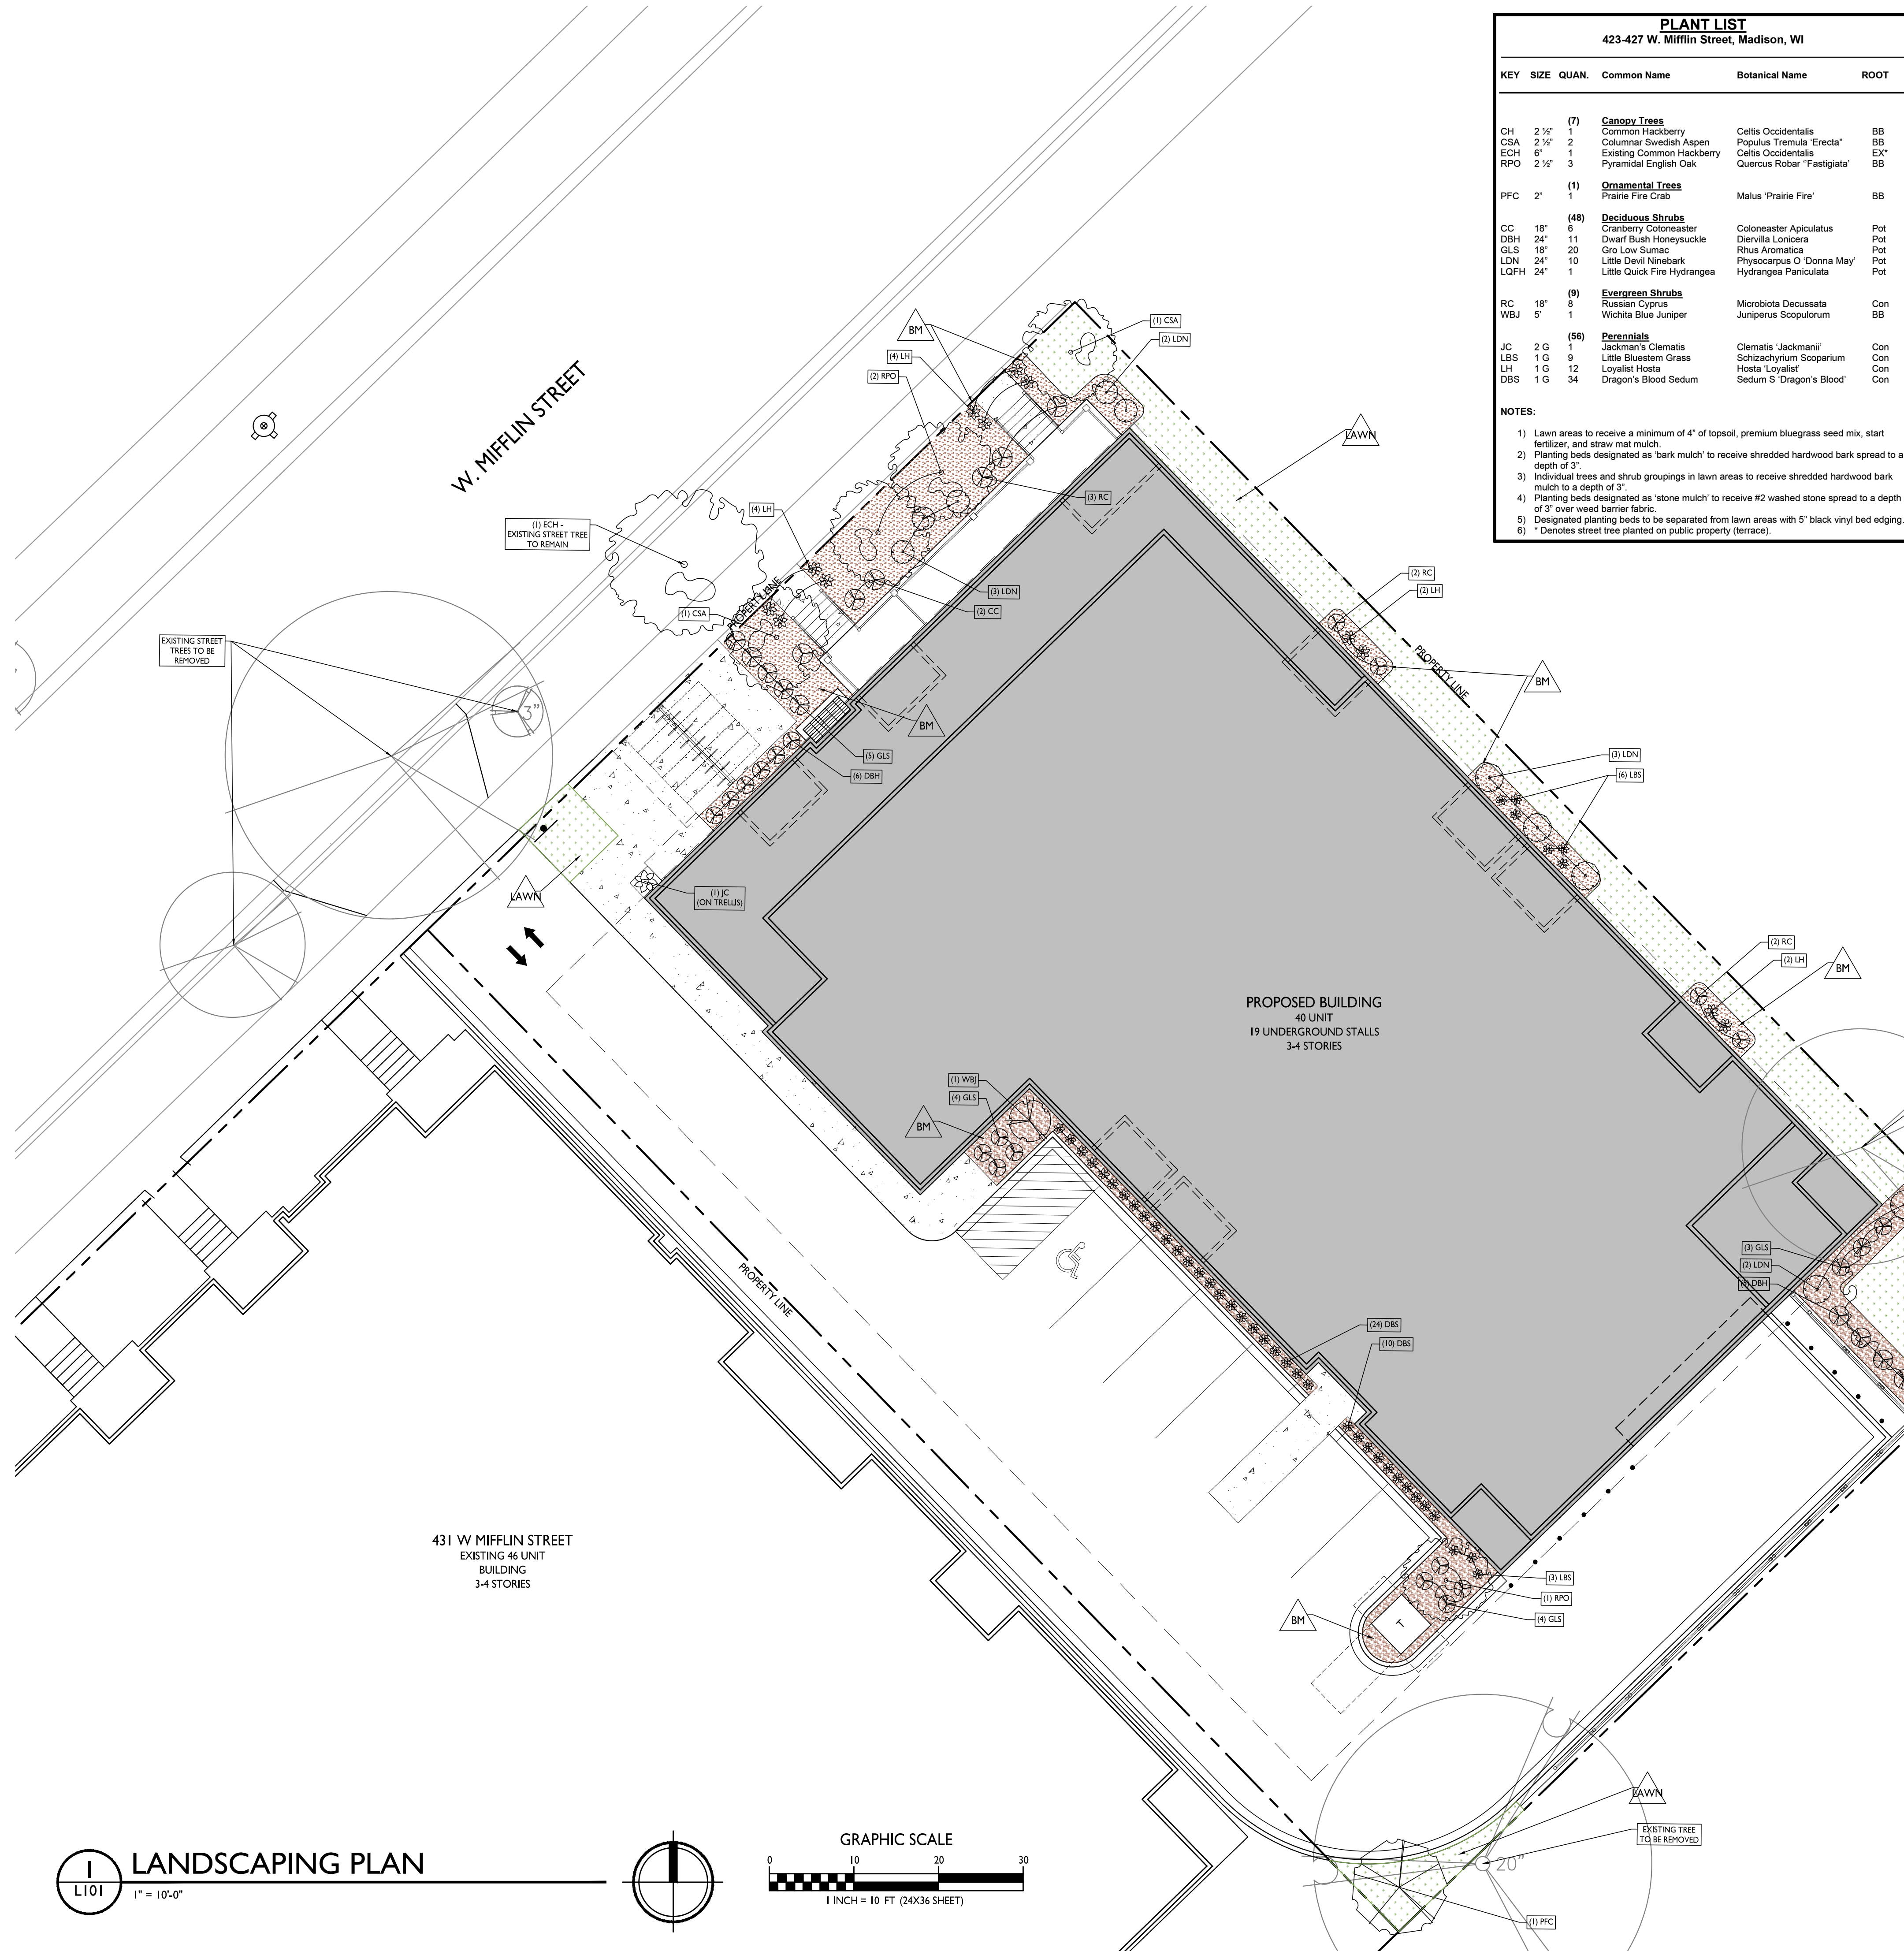 PLANT LIST
423-427 W. Mifflin Street, Madison, WI
KEY SIZE QUAN. Common Name Botanical Name ROOT
(7) Canopy Trees
CH 2 ½" 1 Common Hackberry Celtis Occidentalis BB
CSA 2 ½" 2 Columnar Swedish Aspen Populus Tremula 'Erecta" BB
ECH 6" 1 Existing Common Hackberry Celtis Occidentalis EX*
RPO 2 ½" 3 Pyramidal English Oak Quercus Robar "Fastigiata' BB
(1) Ornamental Trees
PFC 2" 1 Prairie Fire Crab Malus 'Prairie Fire' BB
(48) Deciduous Shrubs
CC 18" 6 Cranberry Cotoneaster Coloneaster Apiculatus Pot
DBH 24" 11 Dwarf Bush Honeysuckle Diervilla Lonicera Pot
GLS 18" 20 Gro Low Sumac Rhus Aromatica Pot
LDN 24" 10 Little Devil Ninebark Physocarpus O 'Donna May' Pot
LQFH 24" 1 Little Quick Fire Hydrangea Hydrangea Paniculata Pot
(9) Evergreen Shrubs
RC 18" 8 Russian Cyprus Microbiota Decussata Con
WBJ 5' 1 Wichita Blue Juniper Juniperus Scopulorum BB
(56) Perennials
JC 2 G 1 Jackman's Clematis Clematis 'Jackmanii' Con
LBS 1 G 9 Little Bluestem Grass Schizachyrium Scoparium Con
LH 1 G 12 Loyalist Hosta Hosta 'Loyalist' Con
DBS 1 G 34 Dragon's Blood Sedum Sedum S 'Dragon's Blood' Con
NOTES:
1) Lawn areas to receive a minimum of 4" of topsoil, premium bluegrass seed mix, start
fertilizer, and straw mat mulch.
2) Planting beds designated as 'bark mulch' to receive shredded hardwood bark spread to a
depth of 3".
3) Individual trees and shrub groupings in lawn areas to receive shredded hardwood bark
mulch to a depth of 3".
4) Planting beds designated as 'stone mulch' to receive #2 washed stone spread to a depth
of 3" over weed barrier fabric.
5) Designated planting beds to be separated from lawn areas with 5" black vinyl bed edging.
6) * Denotes street tree planted on public property (terrace).
W. MIFFLIN STREET
BM
(4) LH
(2) RPO
(1) CSA
(2) LDN
LAWN
(3) RC
(4) LH
(1) ECH -
EXISTING STREET TREE
TO REMAIN
PROPERTY LINE
(1) CSA
(3) LDN
(2) CC
EXISTING STREET
TREES TO BE
REMOVED
3"
BM
(5) GLS
(6) DBH
(2) RC
(2) LH
PROPERTY LINE
BM
(3) LDN
(6) LBS
LAWN
(1) JC
(ON TRELLIS)
(2) RC
(2) LH
BM
PROPOSED BUILDING
40 UNIT
19 UNDERGROUND STALLS
3-4 STORIES
(1) WBJ
(4) GLS
BM
(3) GLS
(2) LDN
DBH
PROPERTY LINE
(24) DBS
(10) DBS
431 W MIFFLIN STREET
EXISTING 46 UNIT
BUILDING
3-4 STORIES
(3) LBS
(1) RPO
(4) GLS
BM
T
LAWN
EXISTING TREE
TO BE REMOVED
20"
(1) PFC
1
L101
LANDSCAPING PLAN
1" = 10'-0"
GRAPHIC SCALE
0 10 20 30
1 INCH = 10 FT (24X36 SHEET)